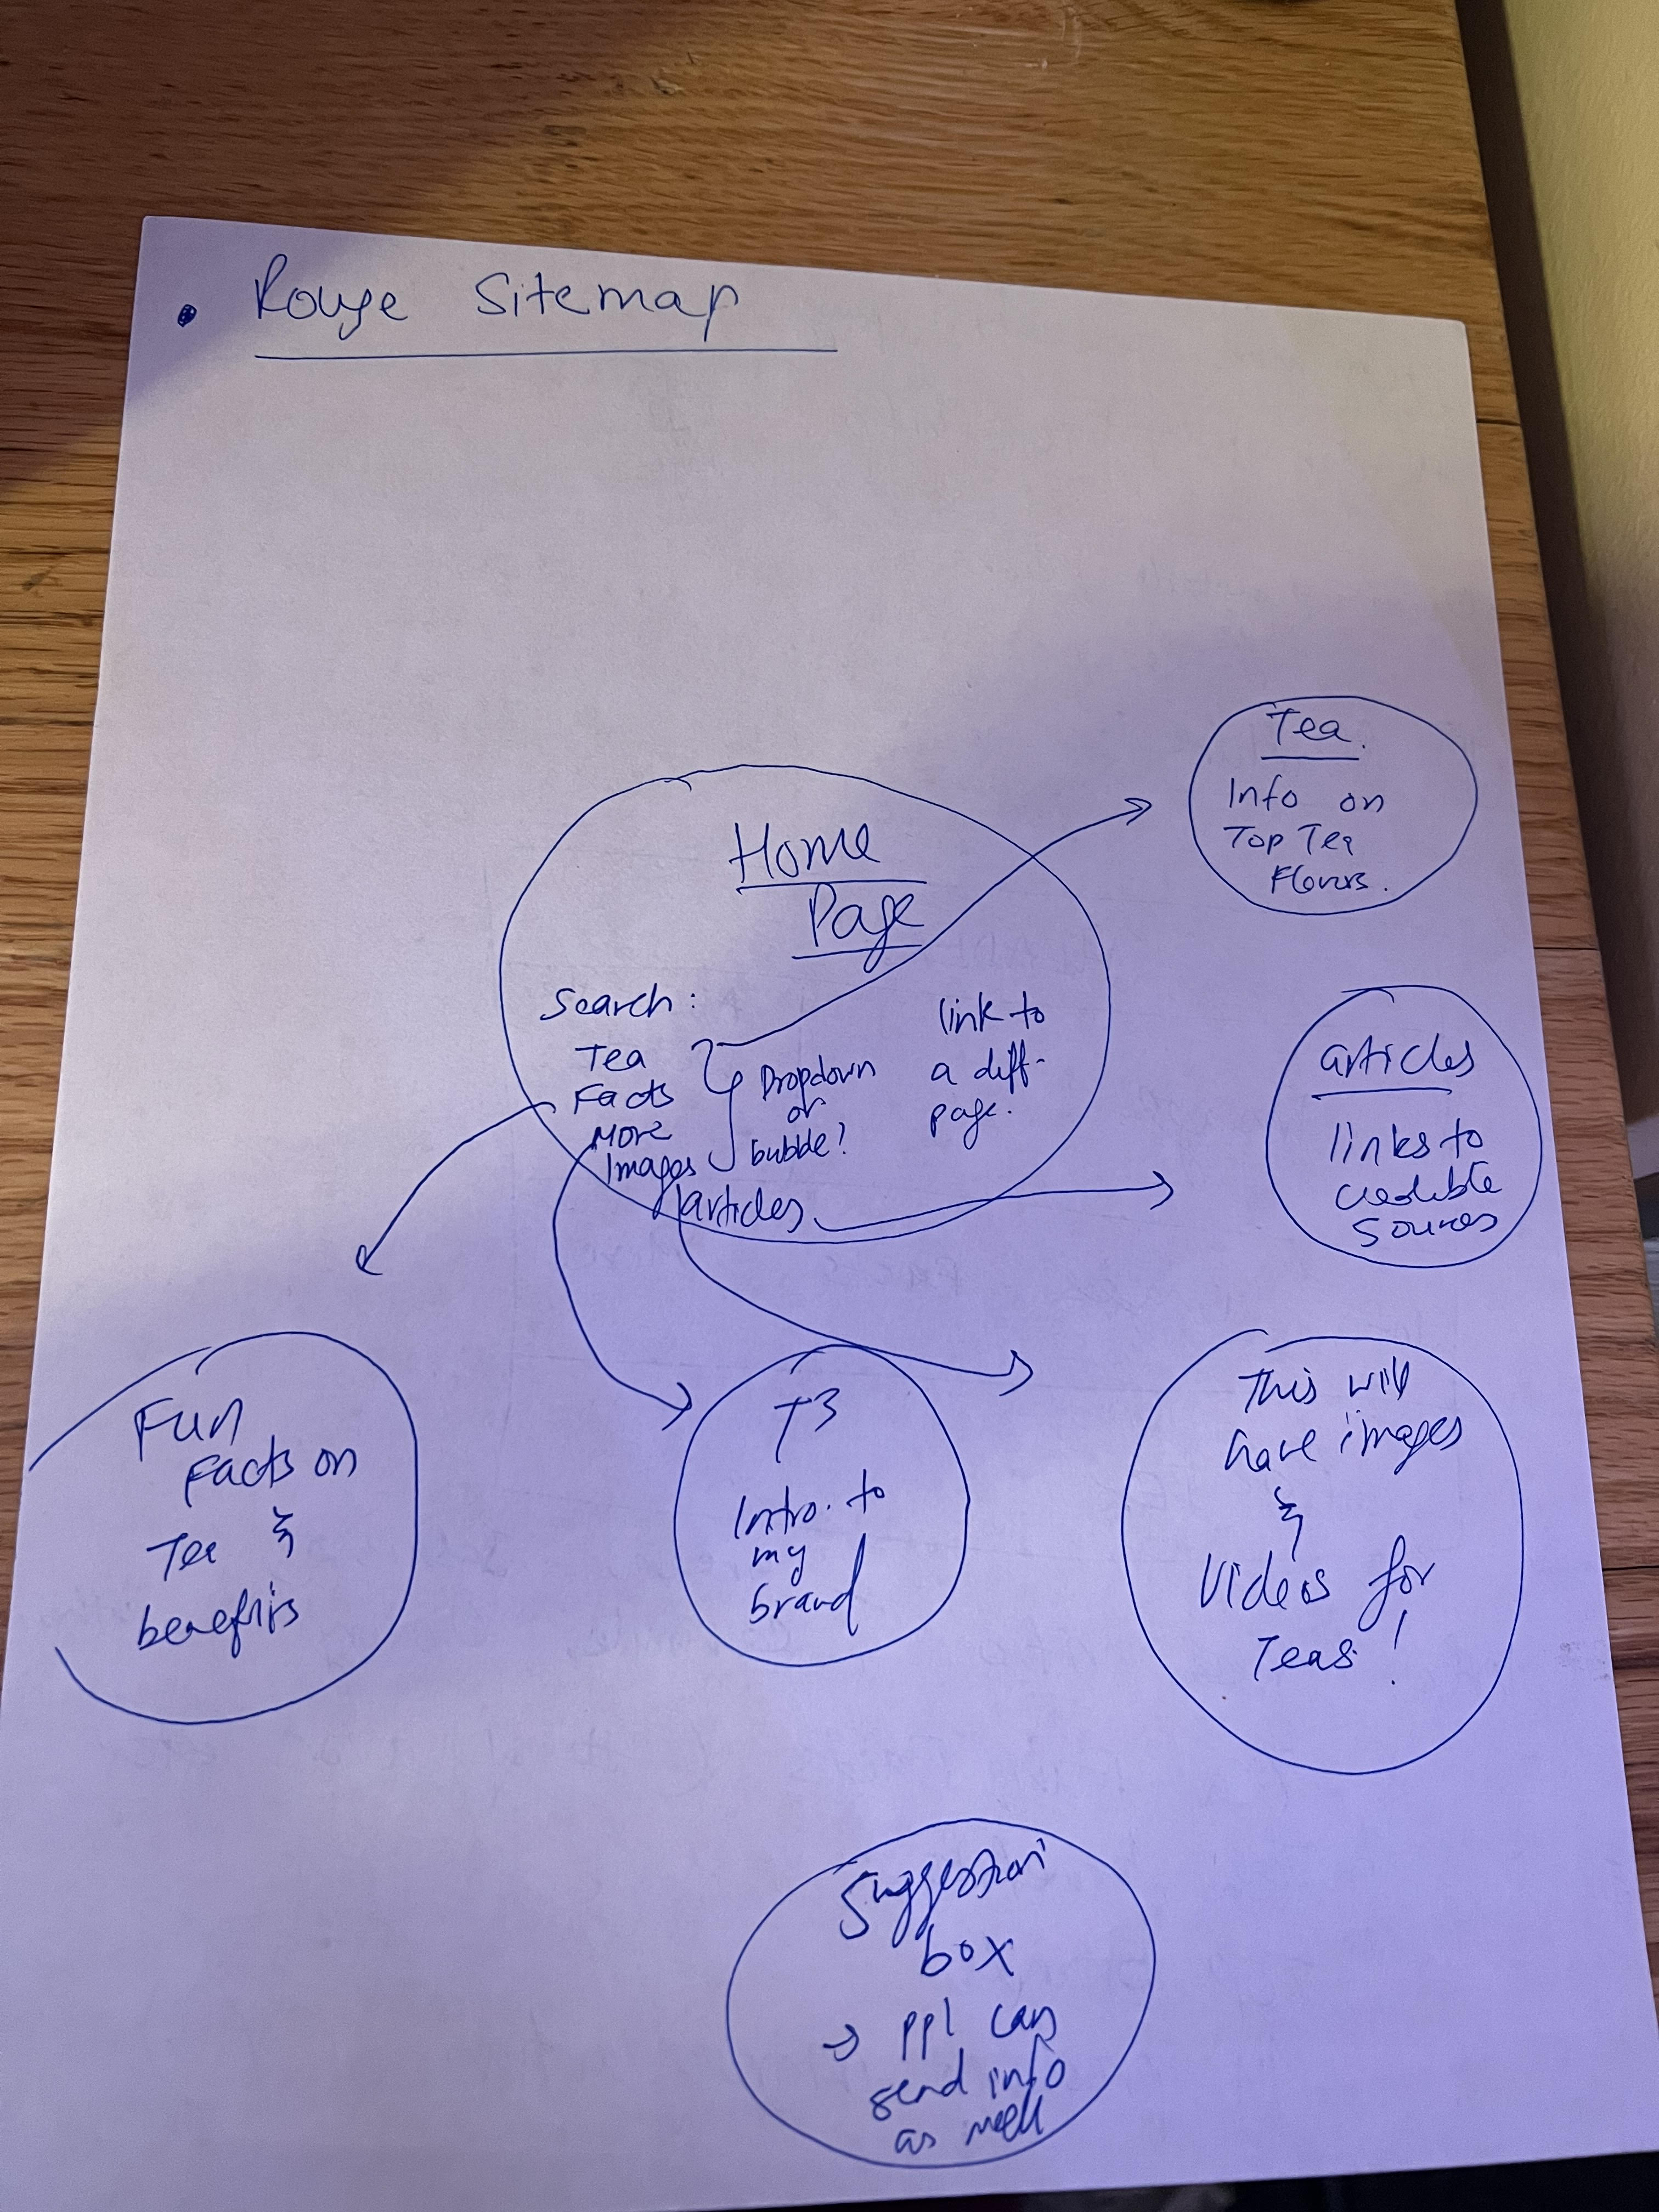 Rouge Sitemap
Tea.
Info on
Top Tea
Flavors.
Home
Page
Search:
Tea
Facts
More
Images
articles
Dropdown
or
bubble?
link to
a diff-
page.
articles
links to
credible
sources
Fun
Facts on
Tea &
benefits
T3
Intro. to
my
brand
This will
have images
&
Videos for
Teas!
Suggestion
box
→ ppl can
send info
as well